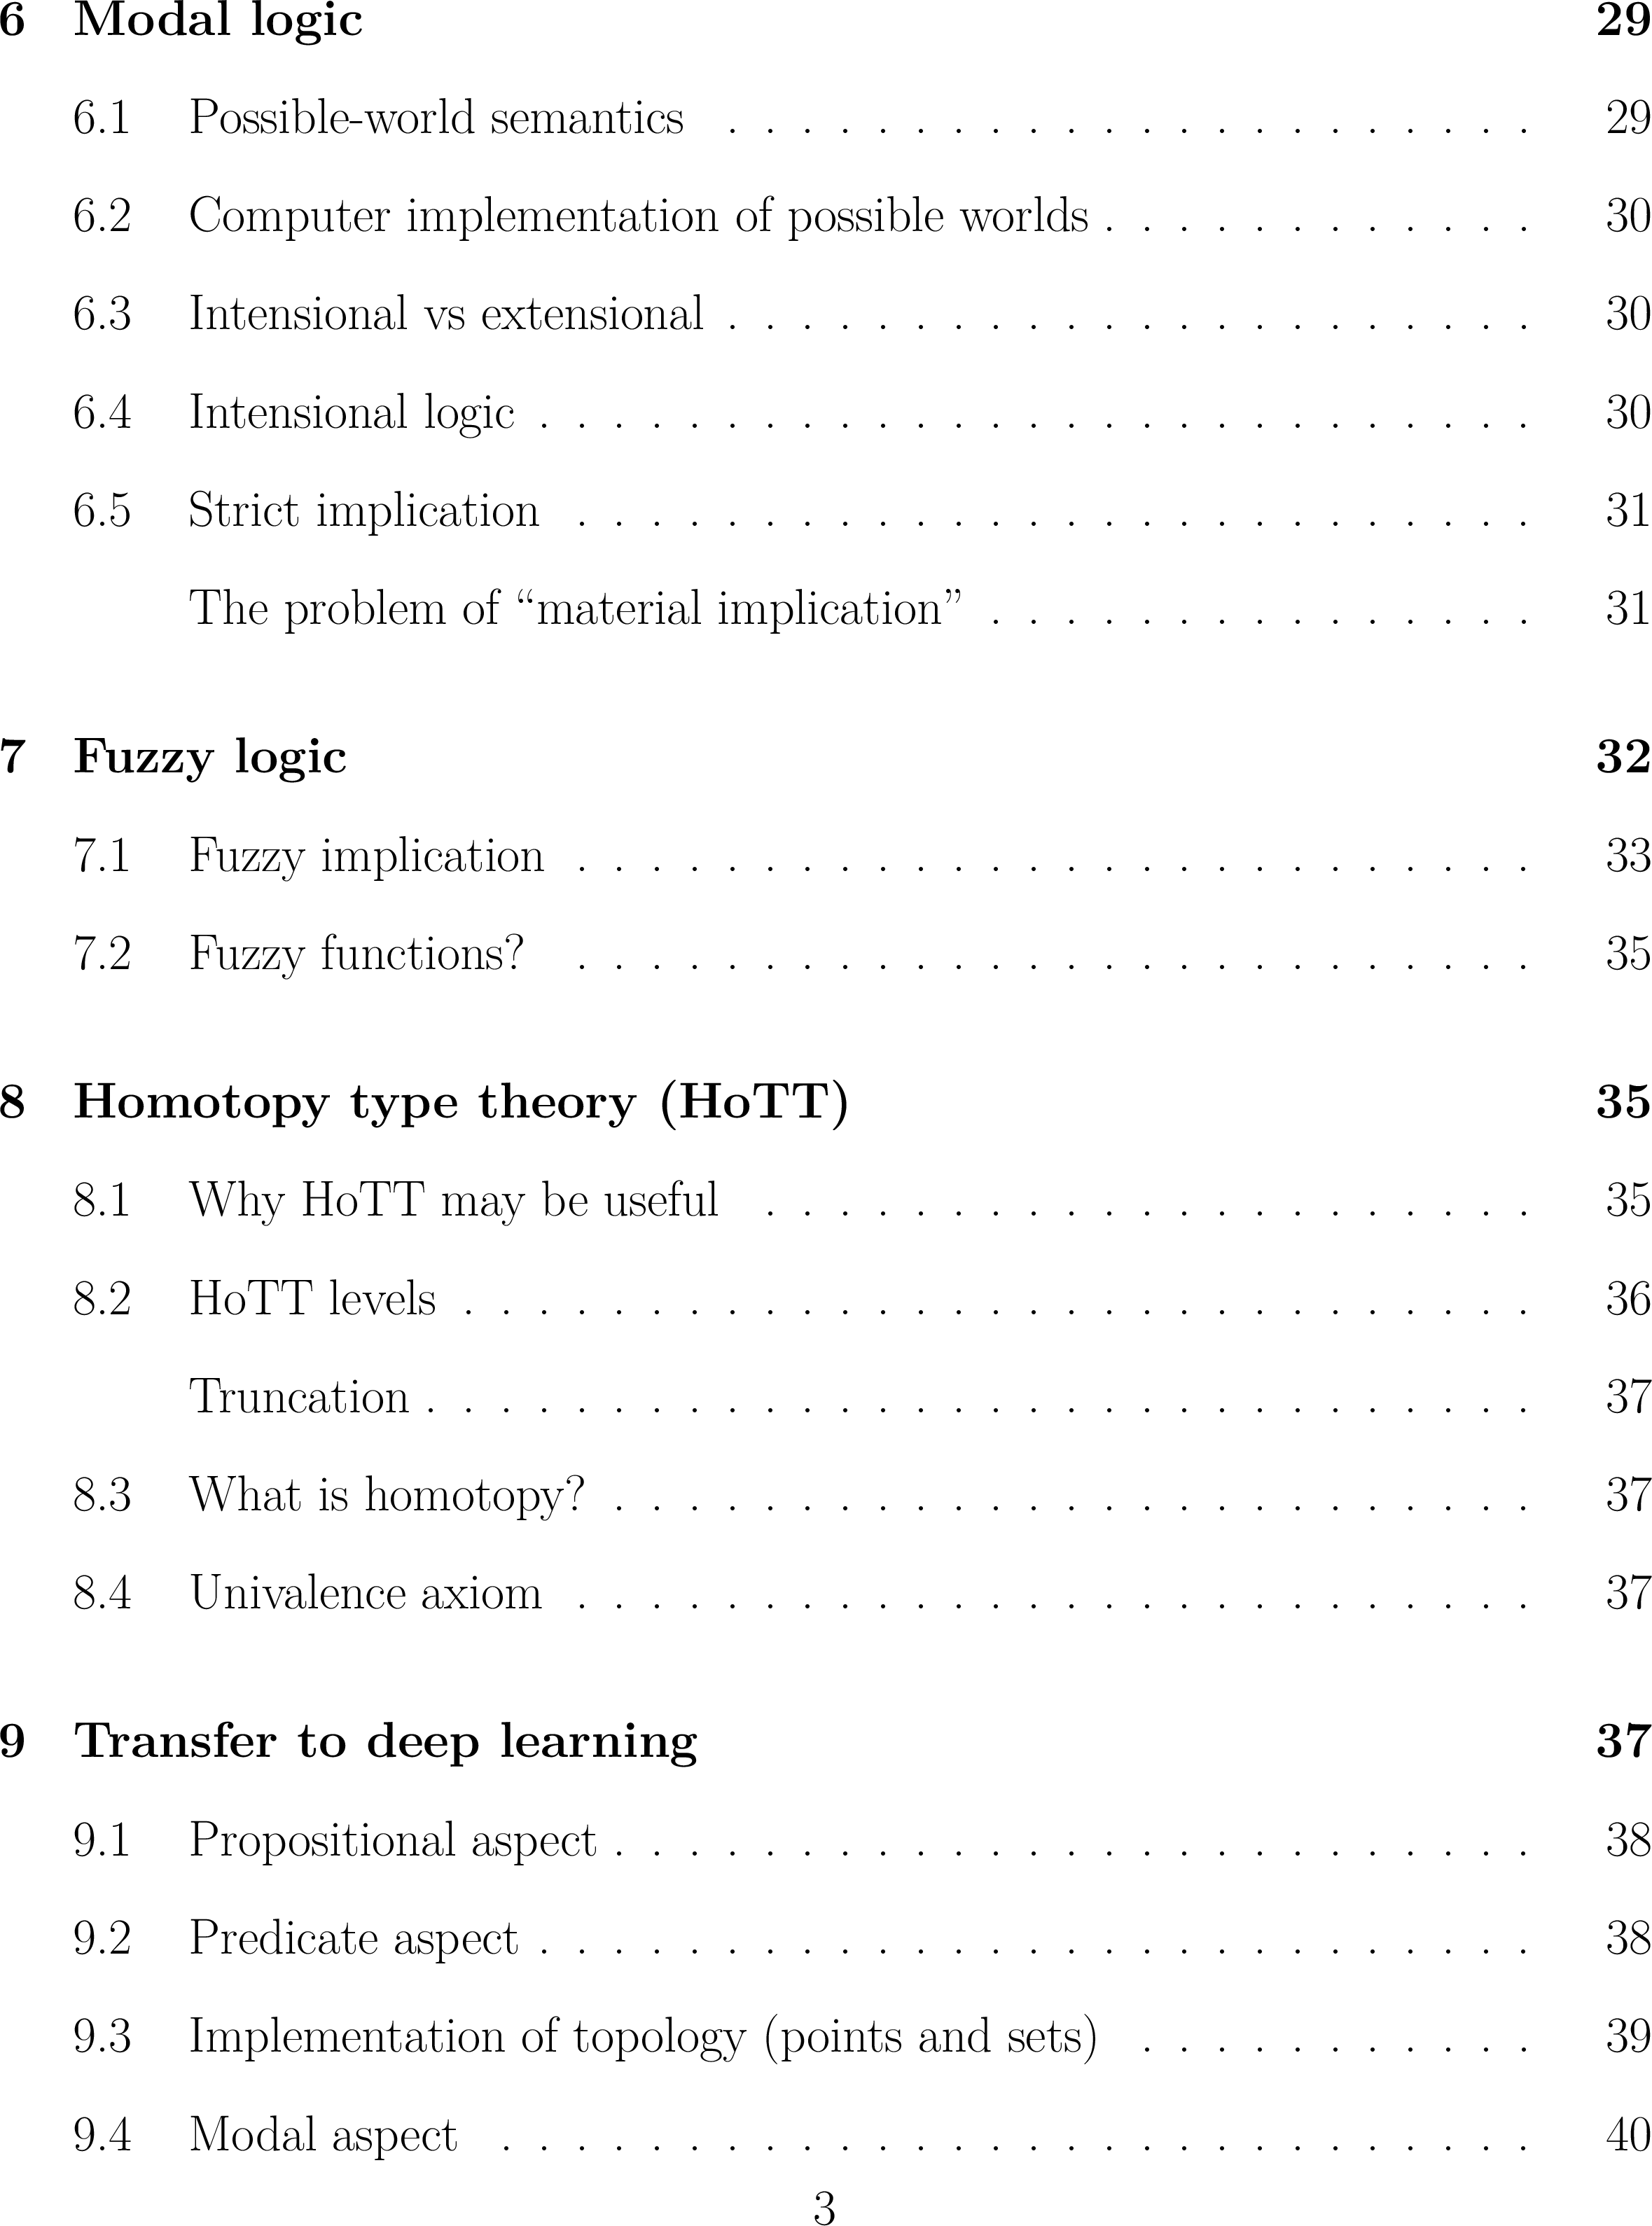 6 Modal logic 29
6.1 Possible-world semantics . . . . . . . . . . . . . . . . . . . . . . 29
6.2 Computer implementation of possible worlds . . . . . . . . . . . . 30
6.3 Intensional vs extensional . . . . . . . . . . . . . . . . . . . . . . 30
6.4 Intensional logic . . . . . . . . . . . . . . . . . . . . . . . . . . . 30
6.5 Strict implication . . . . . . . . . . . . . . . . . . . . . . . . . . 31
The problem of “material implication” . . . . . . . . . . . . . . . 31
7 Fuzzy logic 32
7.1 Fuzzy implication . . . . . . . . . . . . . . . . . . . . . . . . . . 33
7.2 Fuzzy functions? . . . . . . . . . . . . . . . . . . . . . . . . . . 35
8 Homotopy type theory (HoTT) 35
8.1 Why HoTT may be useful . . . . . . . . . . . . . . . . . . . . . 35
8.2 HoTT levels . . . . . . . . . . . . . . . . . . . . . . . . . . . . . 36
Truncation . . . . . . . . . . . . . . . . . . . . . . . . . . . . . . 37
8.3 What is homotopy? . . . . . . . . . . . . . . . . . . . . . . . . . 37
8.4 Univalence axiom . . . . . . . . . . . . . . . . . . . . . . . . . . 37
9 Transfer to deep learning 37
9.1 Propositional aspect . . . . . . . . . . . . . . . . . . . . . . . . . 38
9.2 Predicate aspect . . . . . . . . . . . . . . . . . . . . . . . . . . . 38
9.3 Implementation of topology (points and sets) . . . . . . . . . . . 39
9.4 Modal aspect . . . . . . . . . . . . . . . . . . . . . . . . . . . . 40
3